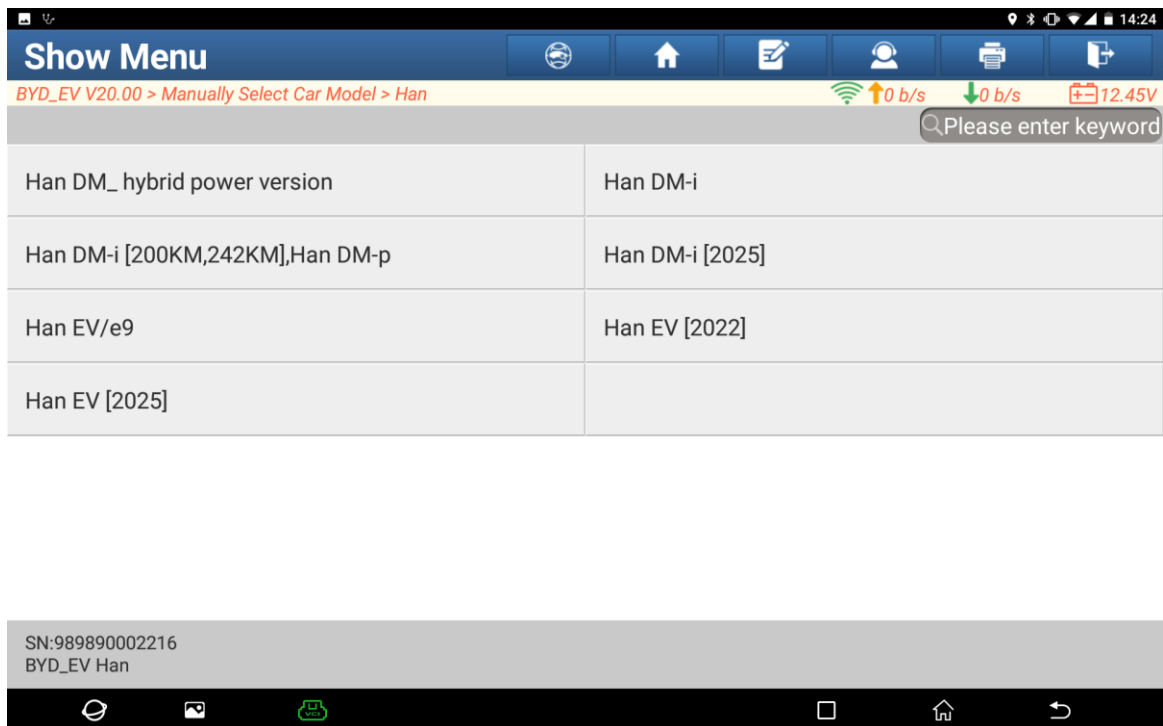 14:24
Show Menu
BYD_EV V20.00 > Manually Select Car Model > Han
0 b/s
0 b/s
12.45V
Please enter keyword
Han DM_ hybrid power version
Han DM-i
Han DM-i [200KM,242KM],Han DM-p
Han DM-i [2025]
Han EV/e9
Han EV [2022]
Han EV [2025]
SN:989890002216
BYD_EV Han
VCI